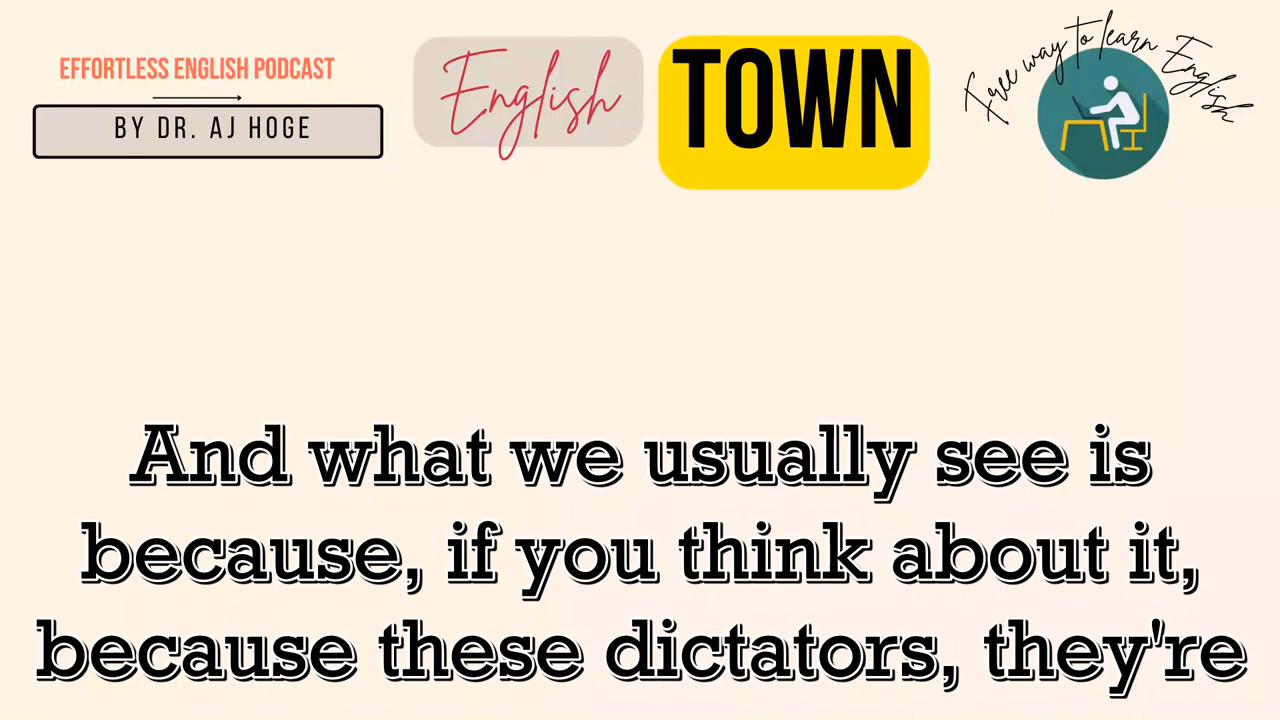 EFFORTLESS ENGLISH PODCAST
BY DR. AJ HOGE
English
TOWN
Free way to learn English
And what we usually see is
because, if you think about it,
because these dictators, they're